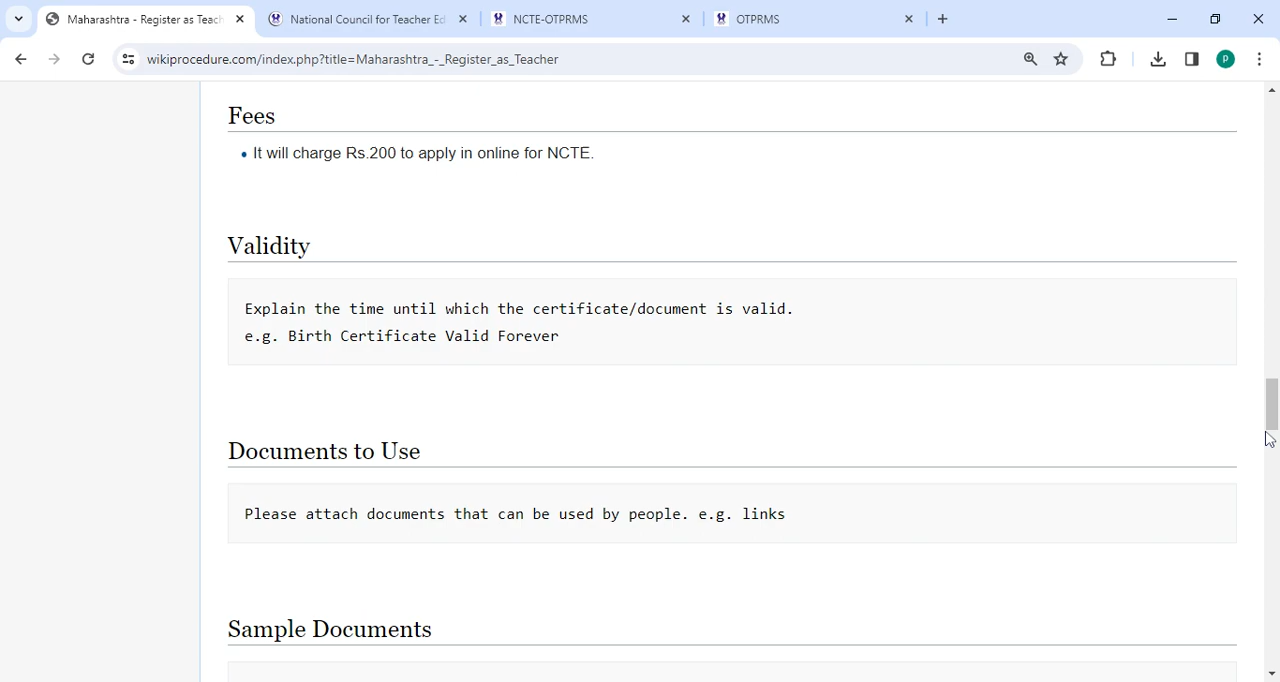 Maharashtra - Register as Teach
National Council for Teacher Ed
NCTE-OTPRMS
OTPRMS
wikiprocedure.com/index.php?title=Maharashtra_-_Register_as_Teacher
P
Fees
It will charge Rs.200 to apply in online for NCTE.
Validity
Explain the time until which the certificate/document is valid.
e.g. Birth Certificate Valid Forever
Documents to Use
Please attach documents that can be used by people. e.g. links
Sample Documents